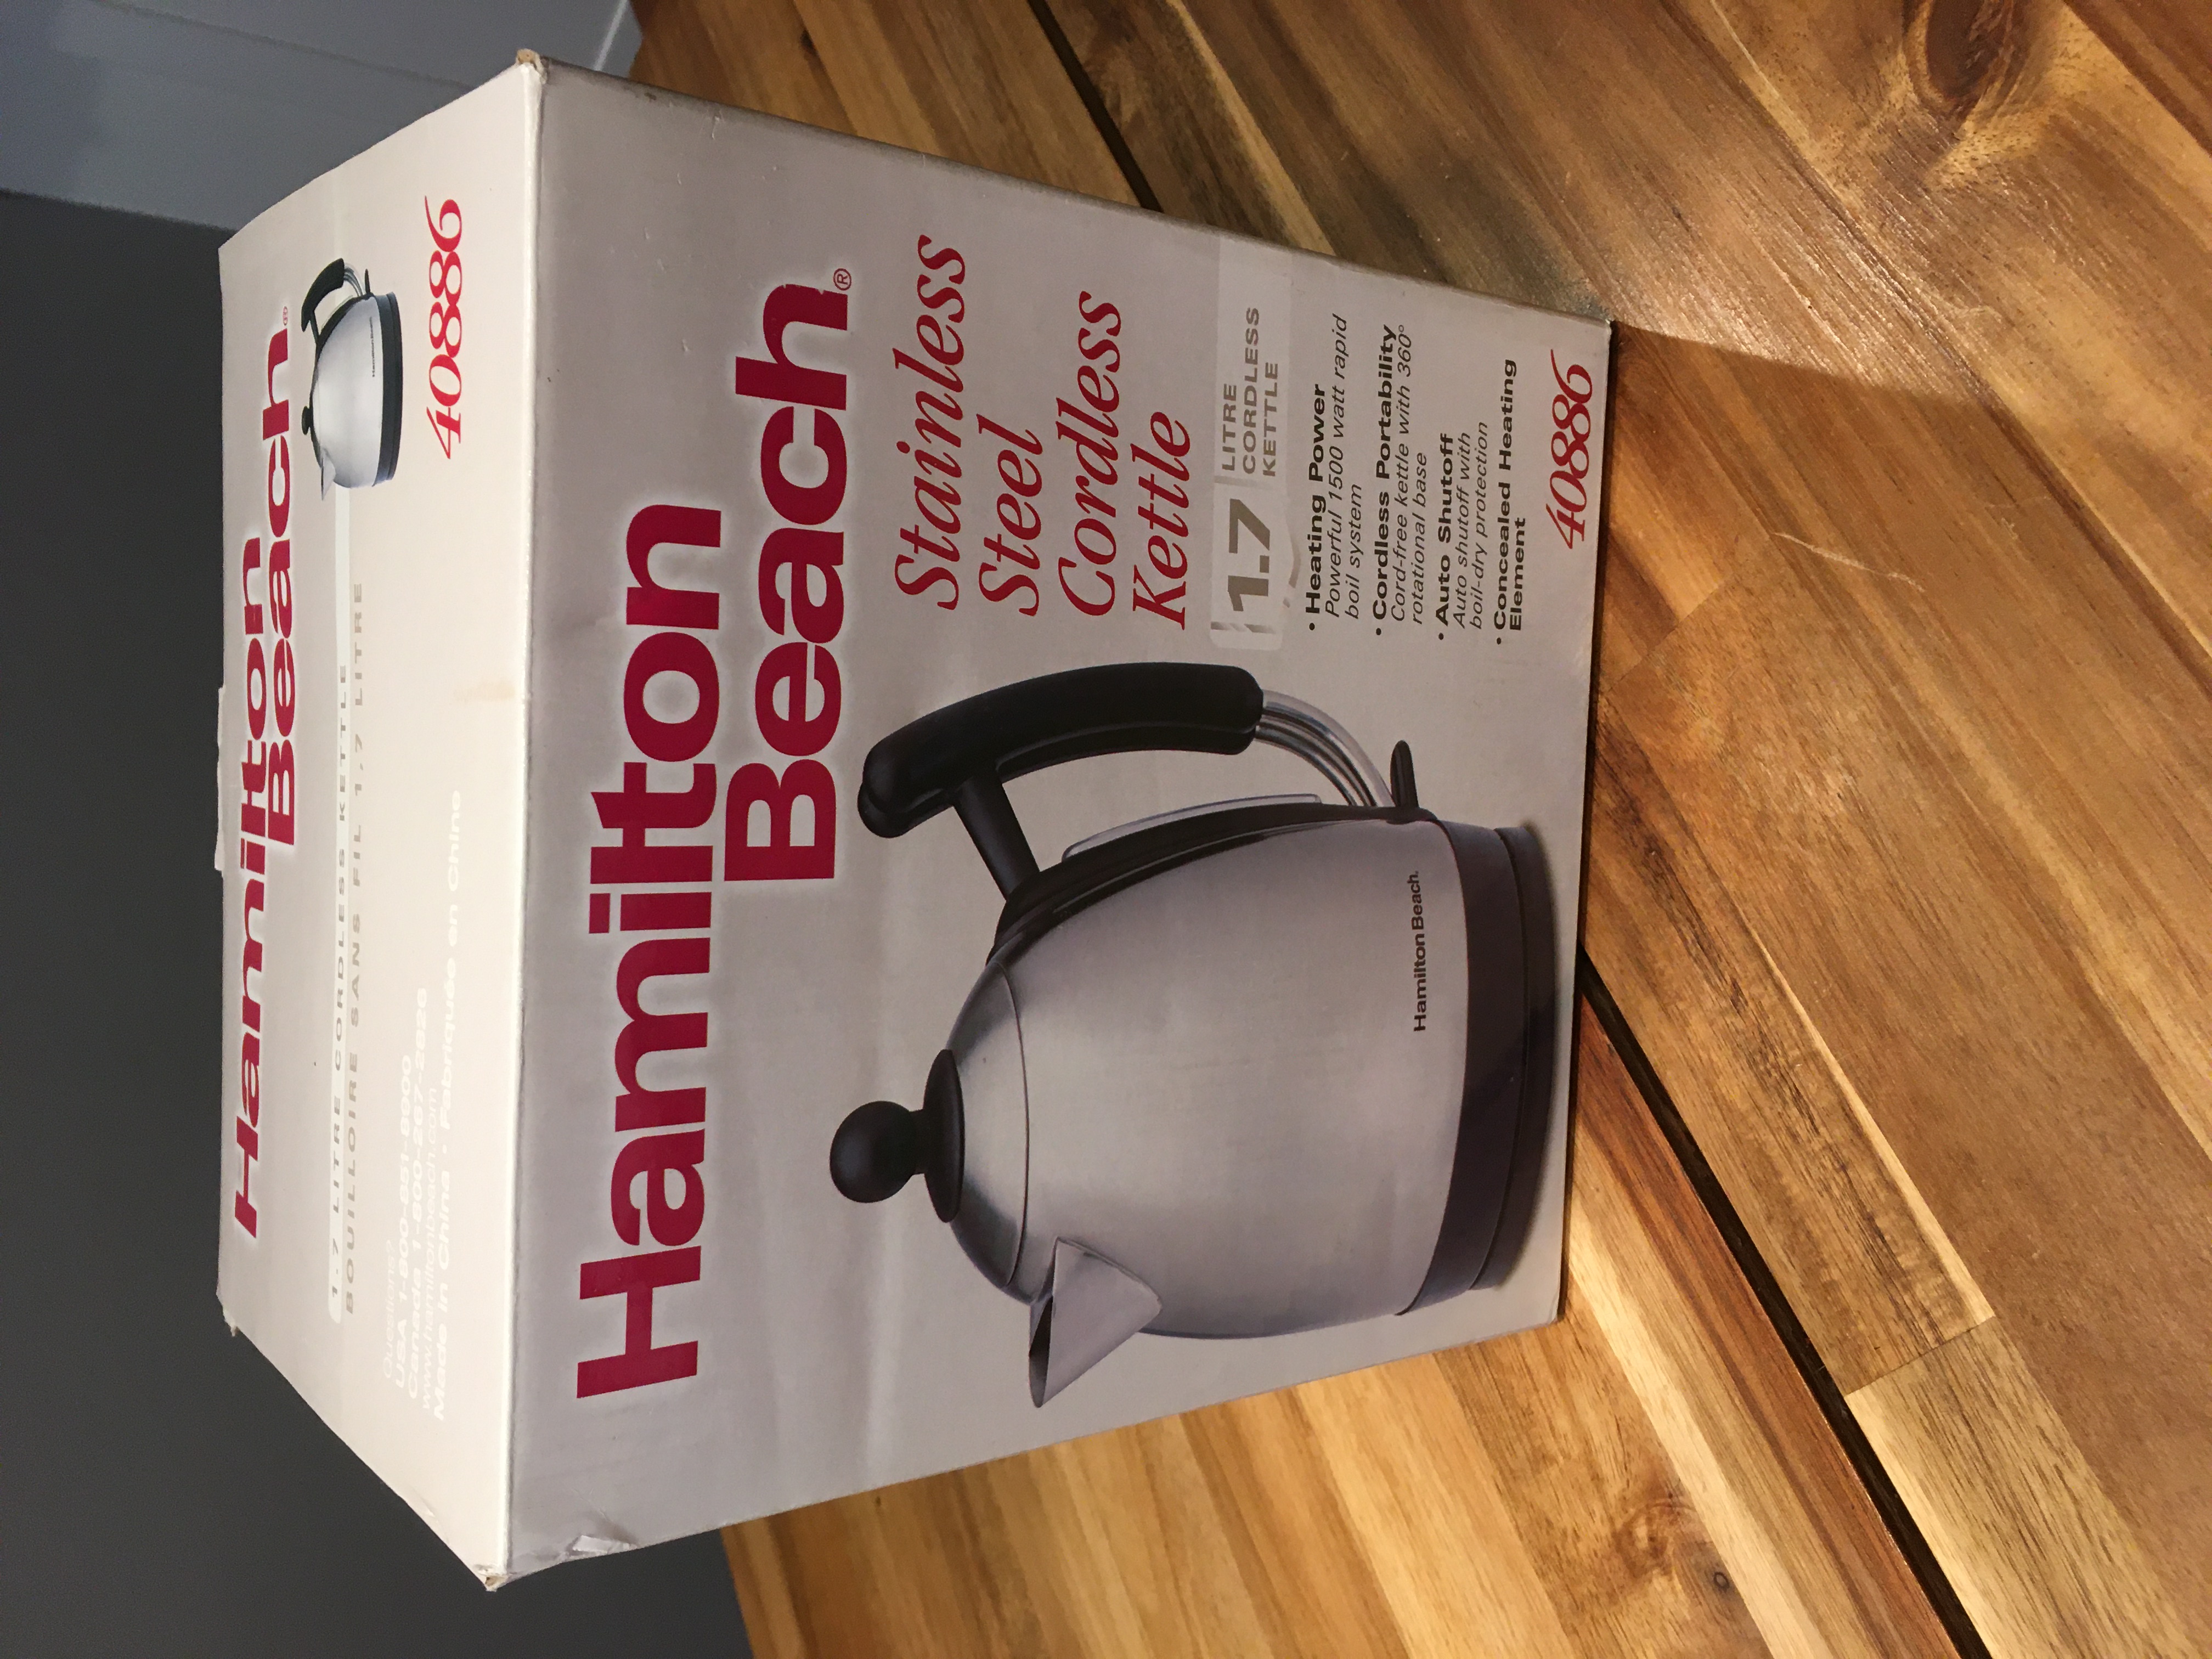 Hamilton
Beach®
1.7 LITRE CORDLESS KETTLE
BOUILLOIRE SANS FIL 1,7 LITRE
HamiltonBeach
Questions?
USA 1-800-851-8900
Canada 1-800-267-2826
www.hamiltonbeach.com
Made in China · Fabriquée en Chine
40886
Hamilton
Beach®
Stainless
Steel
Cordless
Kettle
1.7
LITRE
CORDLESS
KETTLE
• Heating Power
Powerful 1500 watt rapid
boil system
• Cordless Portability
Cord-free kettle with 360°
rotational base
• Auto Shutoff
Auto shutoff with
boil-dry protection
• Concealed Heating
Element
Hamilton Beach.
40886